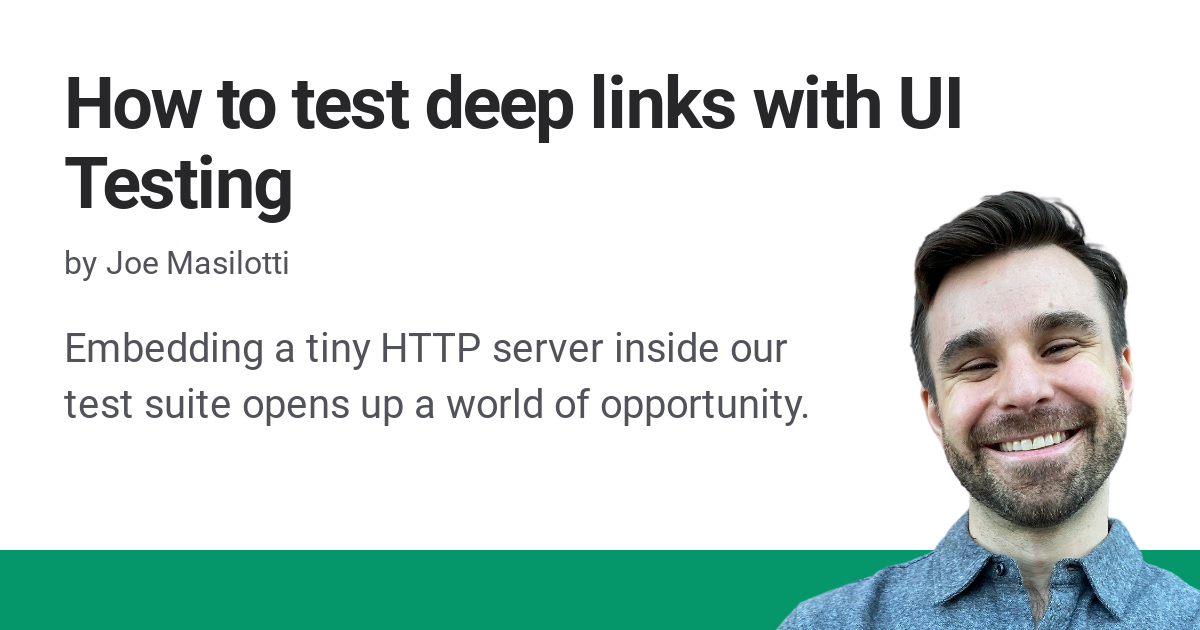 How to test deep links with UI
Testing
by Joe Masilotti
Embedding a tiny HTTP server inside our
test suite opens up a world of opportunity.